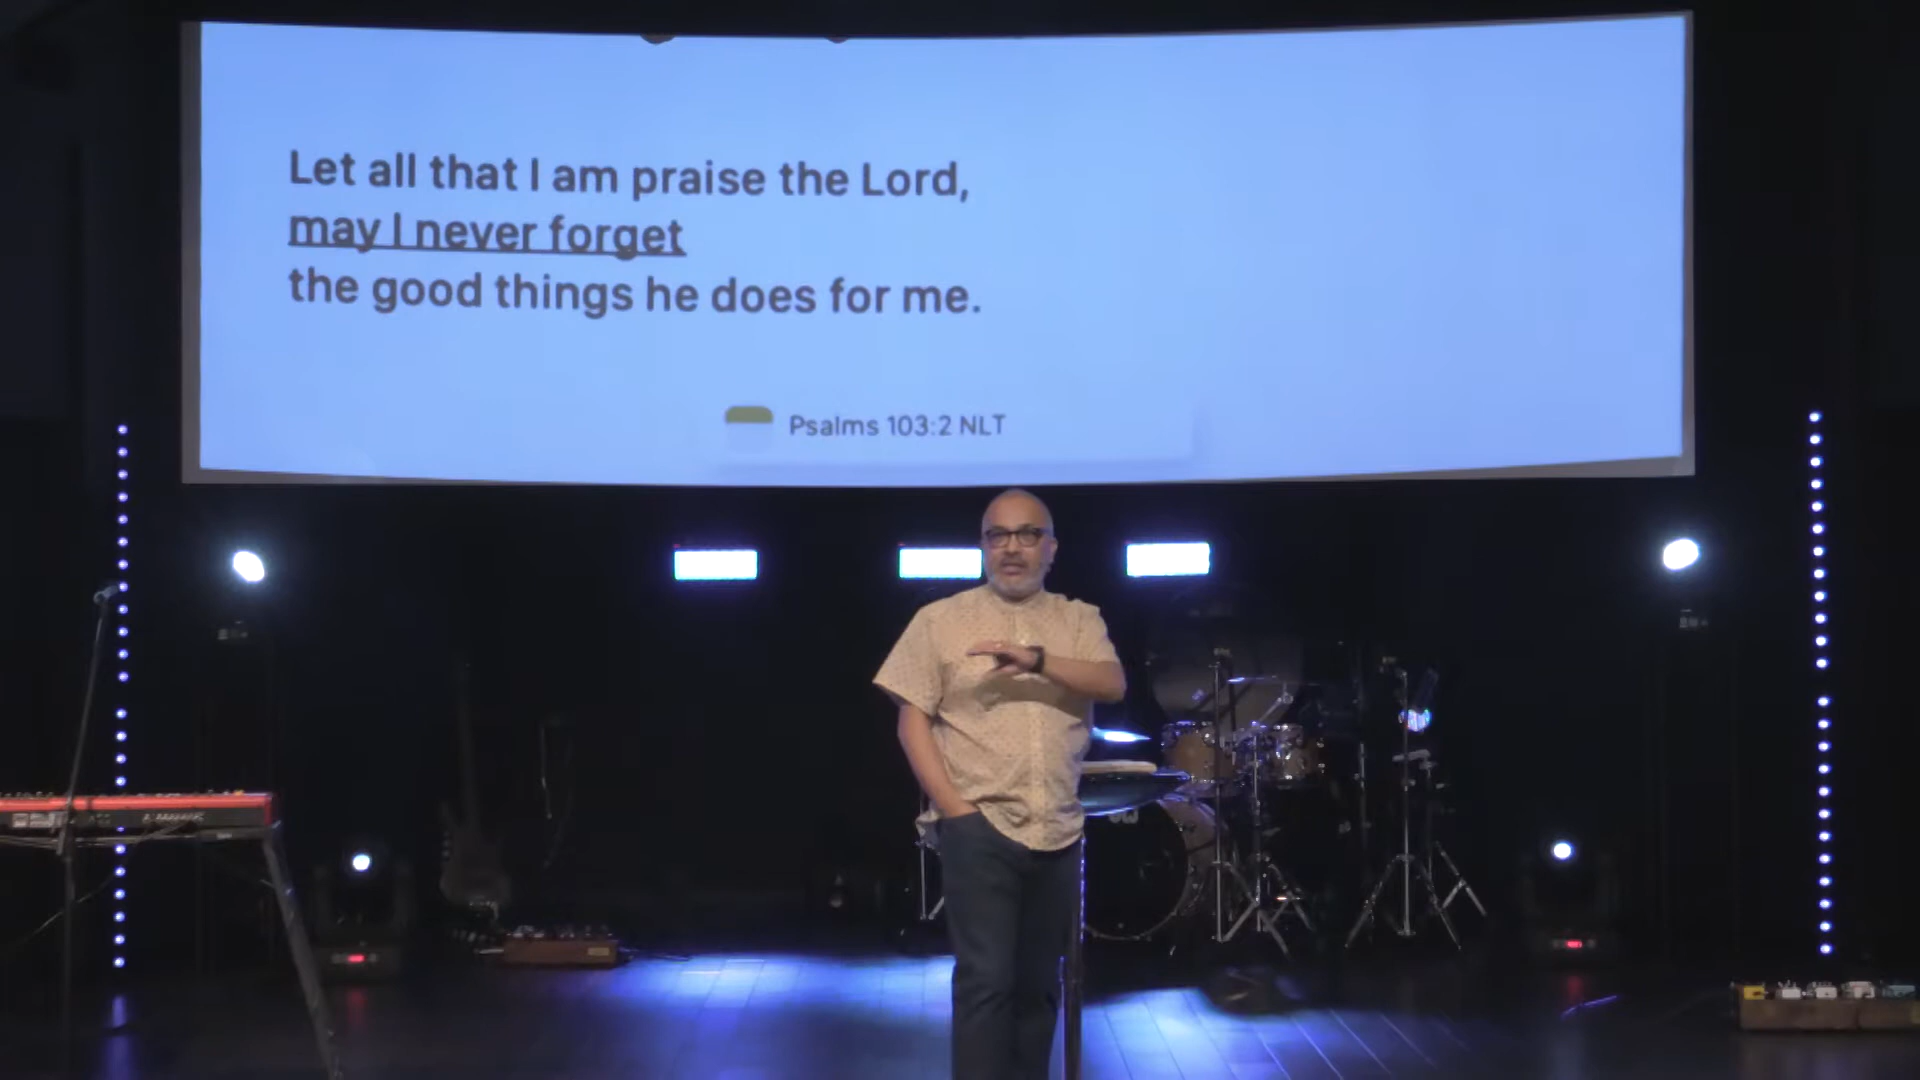 Let all that I am praise the Lord,
may I never forget
the good things he does for me.
Psalms 103:2 NLT